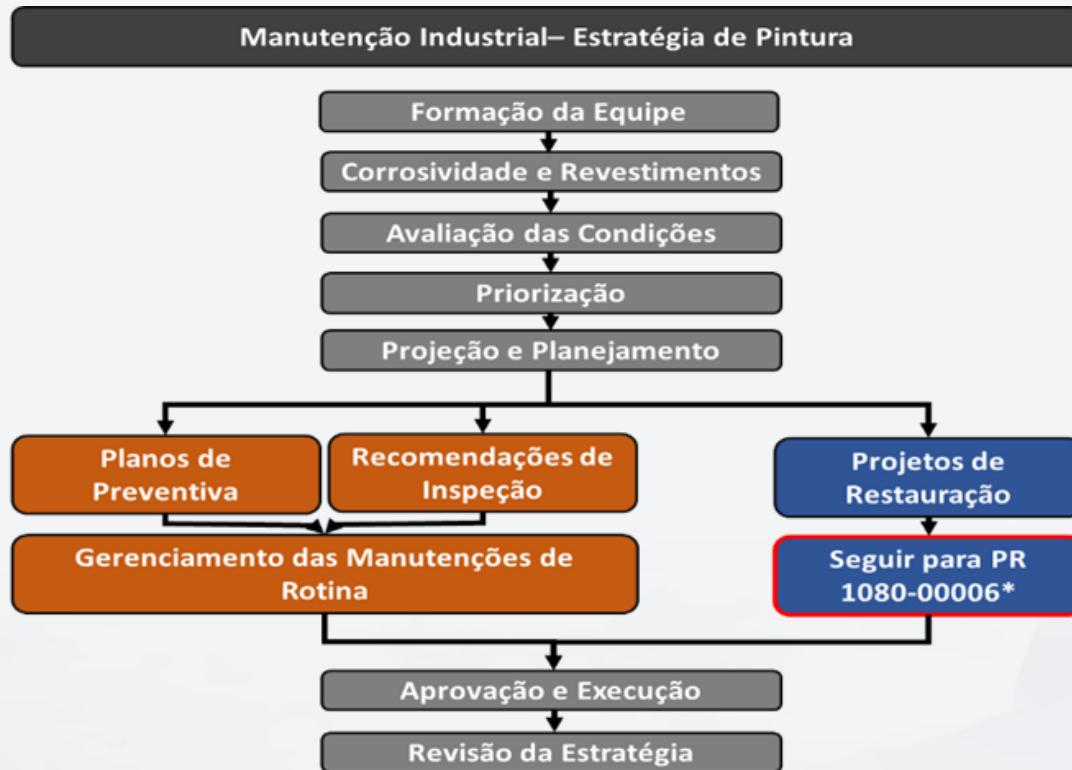 Manutenção Industrial– Estratégia de Pintura
Formação da Equipe
Corrosividade e Revestimentos
Avaliação das Condições
Priorização
Projeção e Planejamento
Planos de
Preventiva
Recomendações de
Inspeção
Projetos de
Restauração
Gerenciamento das Manutenções de
Rotina
Seguir para PR
1080-00006*
Aprovação e Execução
Revisão da Estratégia